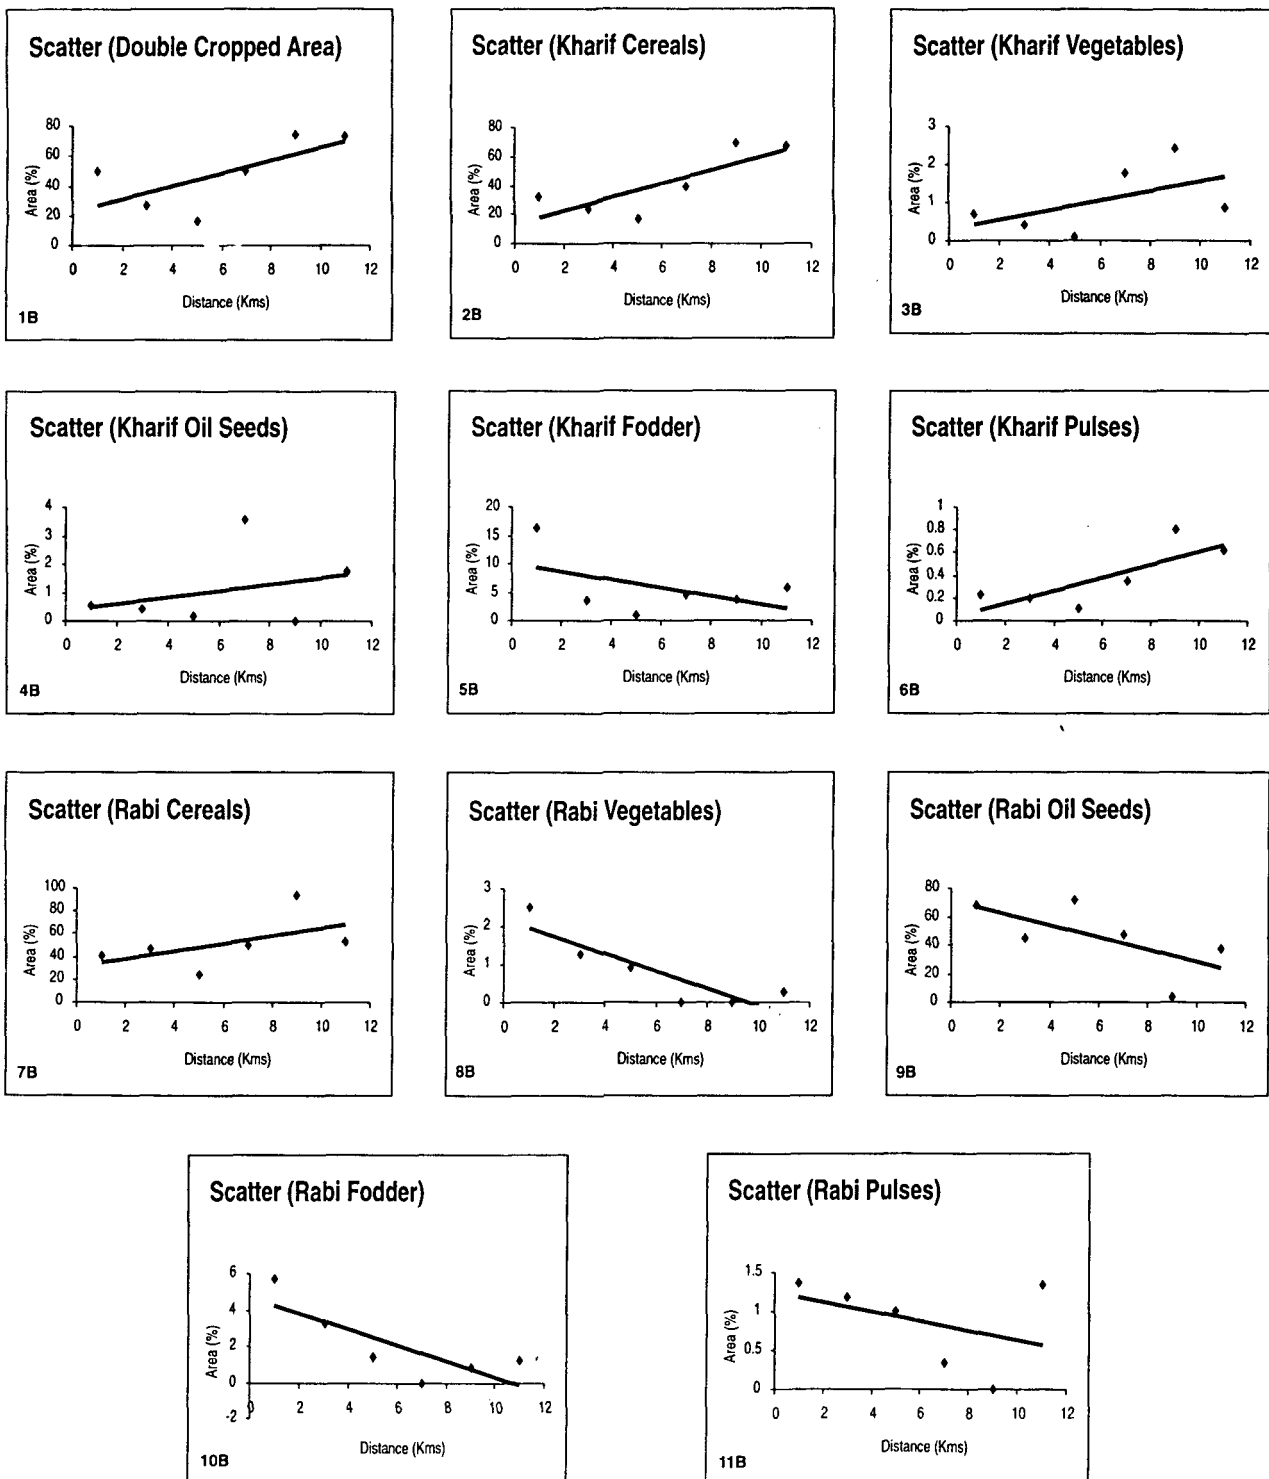 Scatter (Double Cropped Area)
80
60
40
20
0
Area (%)
0 2 4 6 8 10 12
Distance (Kms)
1B
Scatter (Kharif Cereals)
80
60
40
20
0
Area (%)
0 2 4 6 8 10 12
Distance (Kms)
2B
Scatter (Kharif Vegetables)
3
2
1
0
Area (%)
0 2 4 6 8 10 12
Distance (Kms)
3B
Scatter (Kharif Oil Seeds)
4
3
2
1
0
Area (%)
0 2 4 6 8 10 12
Distance (Kms)
4B
Scatter (Kharif Fodder)
20
15
10
5
0
Area (%)
0 2 4 6 8 10 12
Distance (Kms)
5B
Scatter (Kharif Pulses)
1
0.8
0.6
0.4
0.2
0
Area (%)
0 2 4 6 8 10 12
Distance (Kms)
6B
Scatter (Rabi Cereals)
100
80
60
40
20
0
Area (%)
0 2 4 6 8 10 12
Distance (Kms)
7B
Scatter (Rabi Vegetables)
3
2
1
0
Area (%)
0 2 4 6 8 10 12
Distance (Kms)
8B
Scatter (Rabi Oil Seeds)
80
60
40
20
0
Area (%)
0 2 4 6 8 10 12
Distance (Kms)
9B
Scatter (Rabi Fodder)
6
4
2
0
-2
Area (%)
0 2 4 6 8 10 12
Distance (Kms)
10B
Scatter (Rabi Pulses)
1.5
1
0.5
0
Area (%)
0 2 4 6 8 10 12
Distance (Kms)
11B